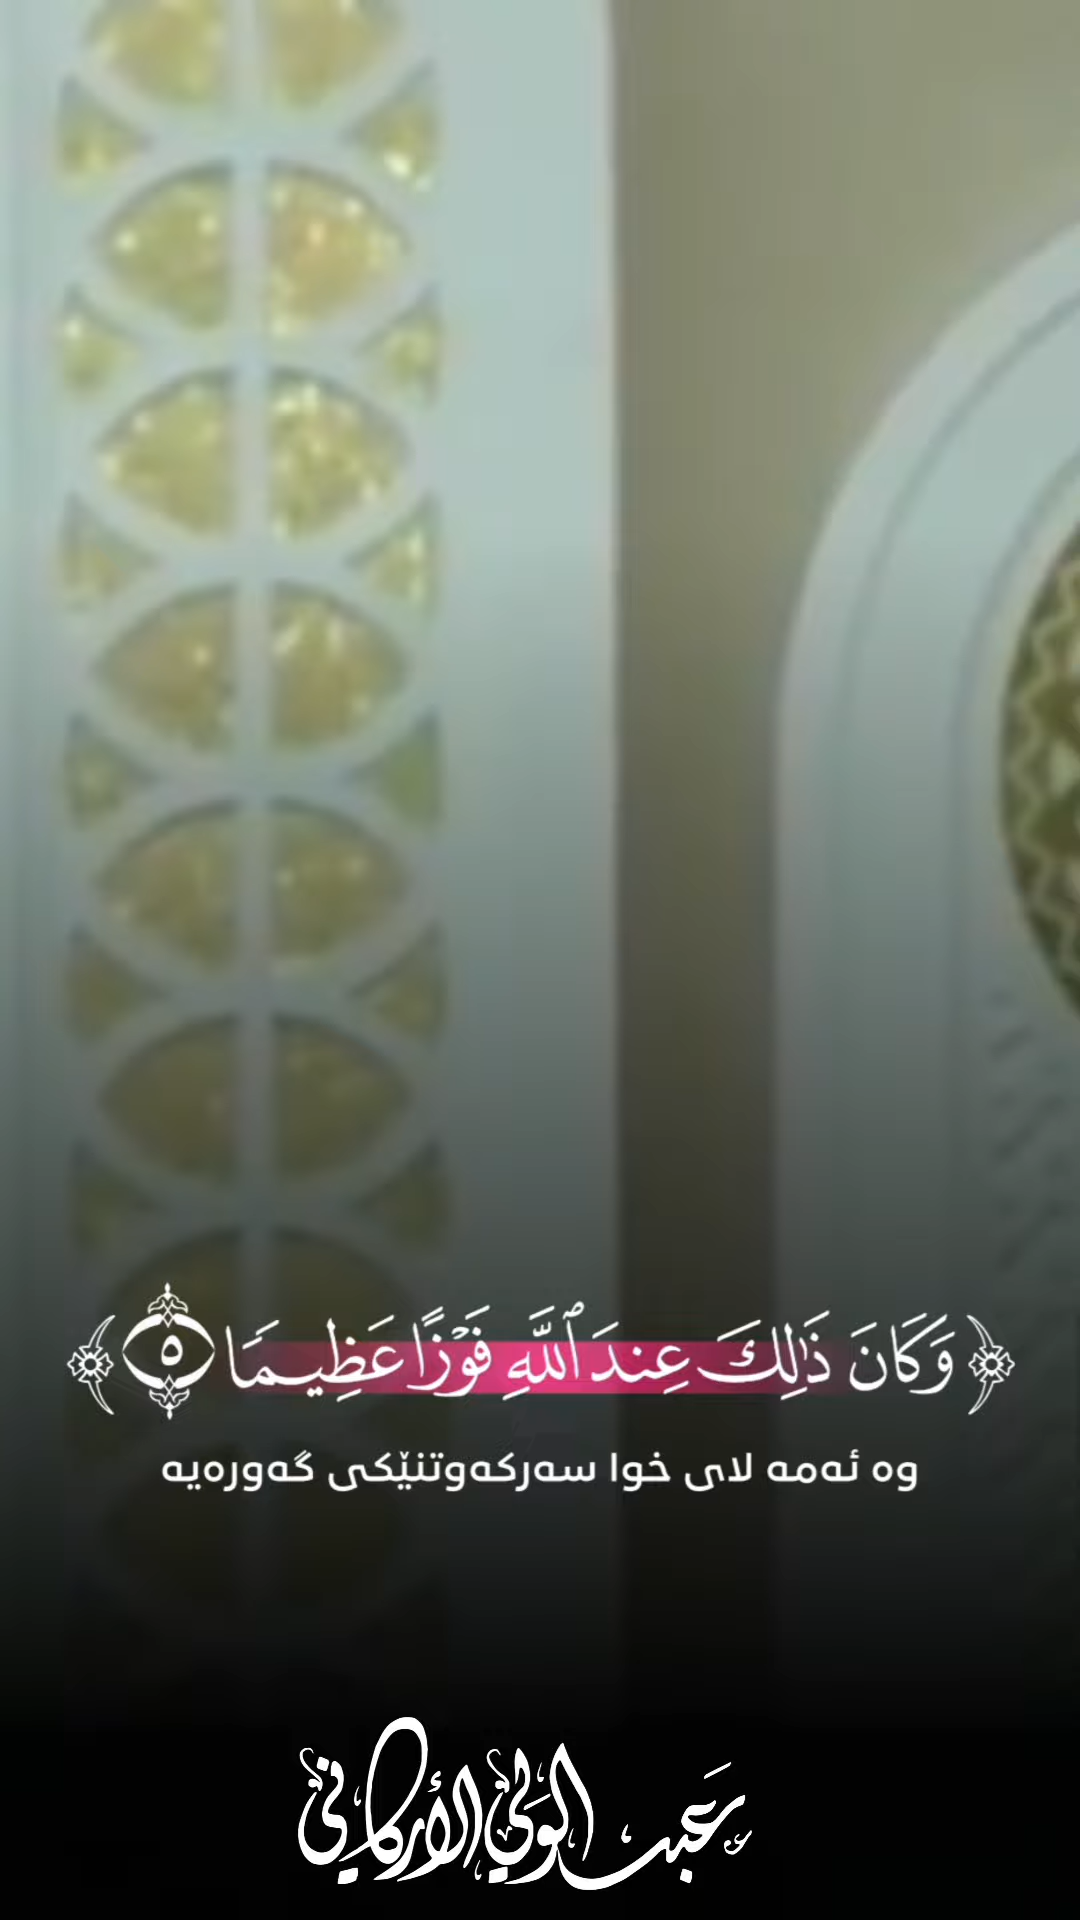 ﴿وَكَانَ ذَٰلِكَ عِندَ ٱللَّهِ فَوْزًا عَظِيمًا ٥﴾
وە ئەمە لای خوا سەرکەوتنێکی گەورەیە
عبد الولي الأركاني